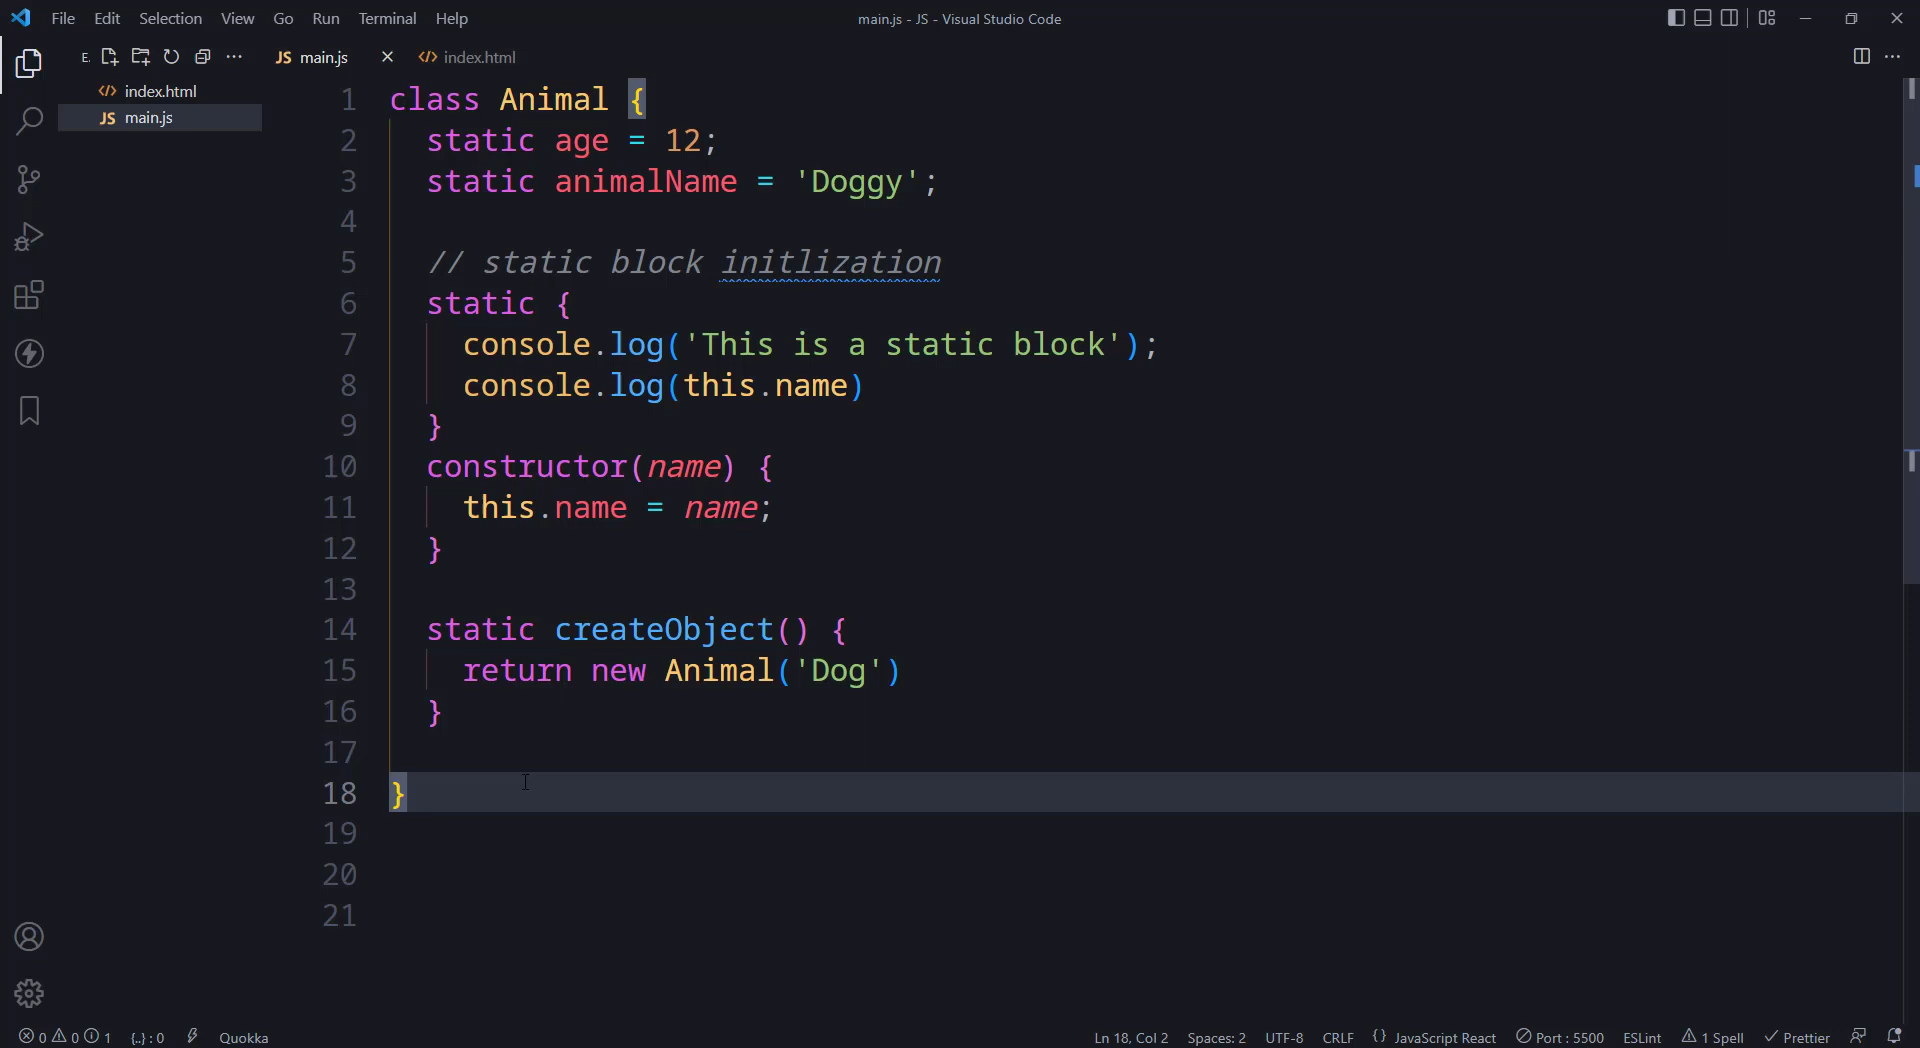 File Edit Selection View Go Run Terminal Help
main.js - JS - Visual Studio Code
E.
JS main.js
index.html
index.html
JS main.js
1 class Animal {
2 static age = 12;
3 static animalName = 'Doggy';
4
5 // static block initlization
6 static {
7 console.log('This is a static block');
8 console.log(this.name)
9 }
10 constructor(name) {
11 this.name = name;
12 }
13
14 static createObject() {
15 return new Animal('Dog')
16 }
17
18 }
19
20
21
0 0 1 {..} : 0 Quokka Ln 18, Col 2 Spaces: 2 UTF-8 CRLF {} JavaScript React Port : 5500 ESLint 1 Spell Prettier